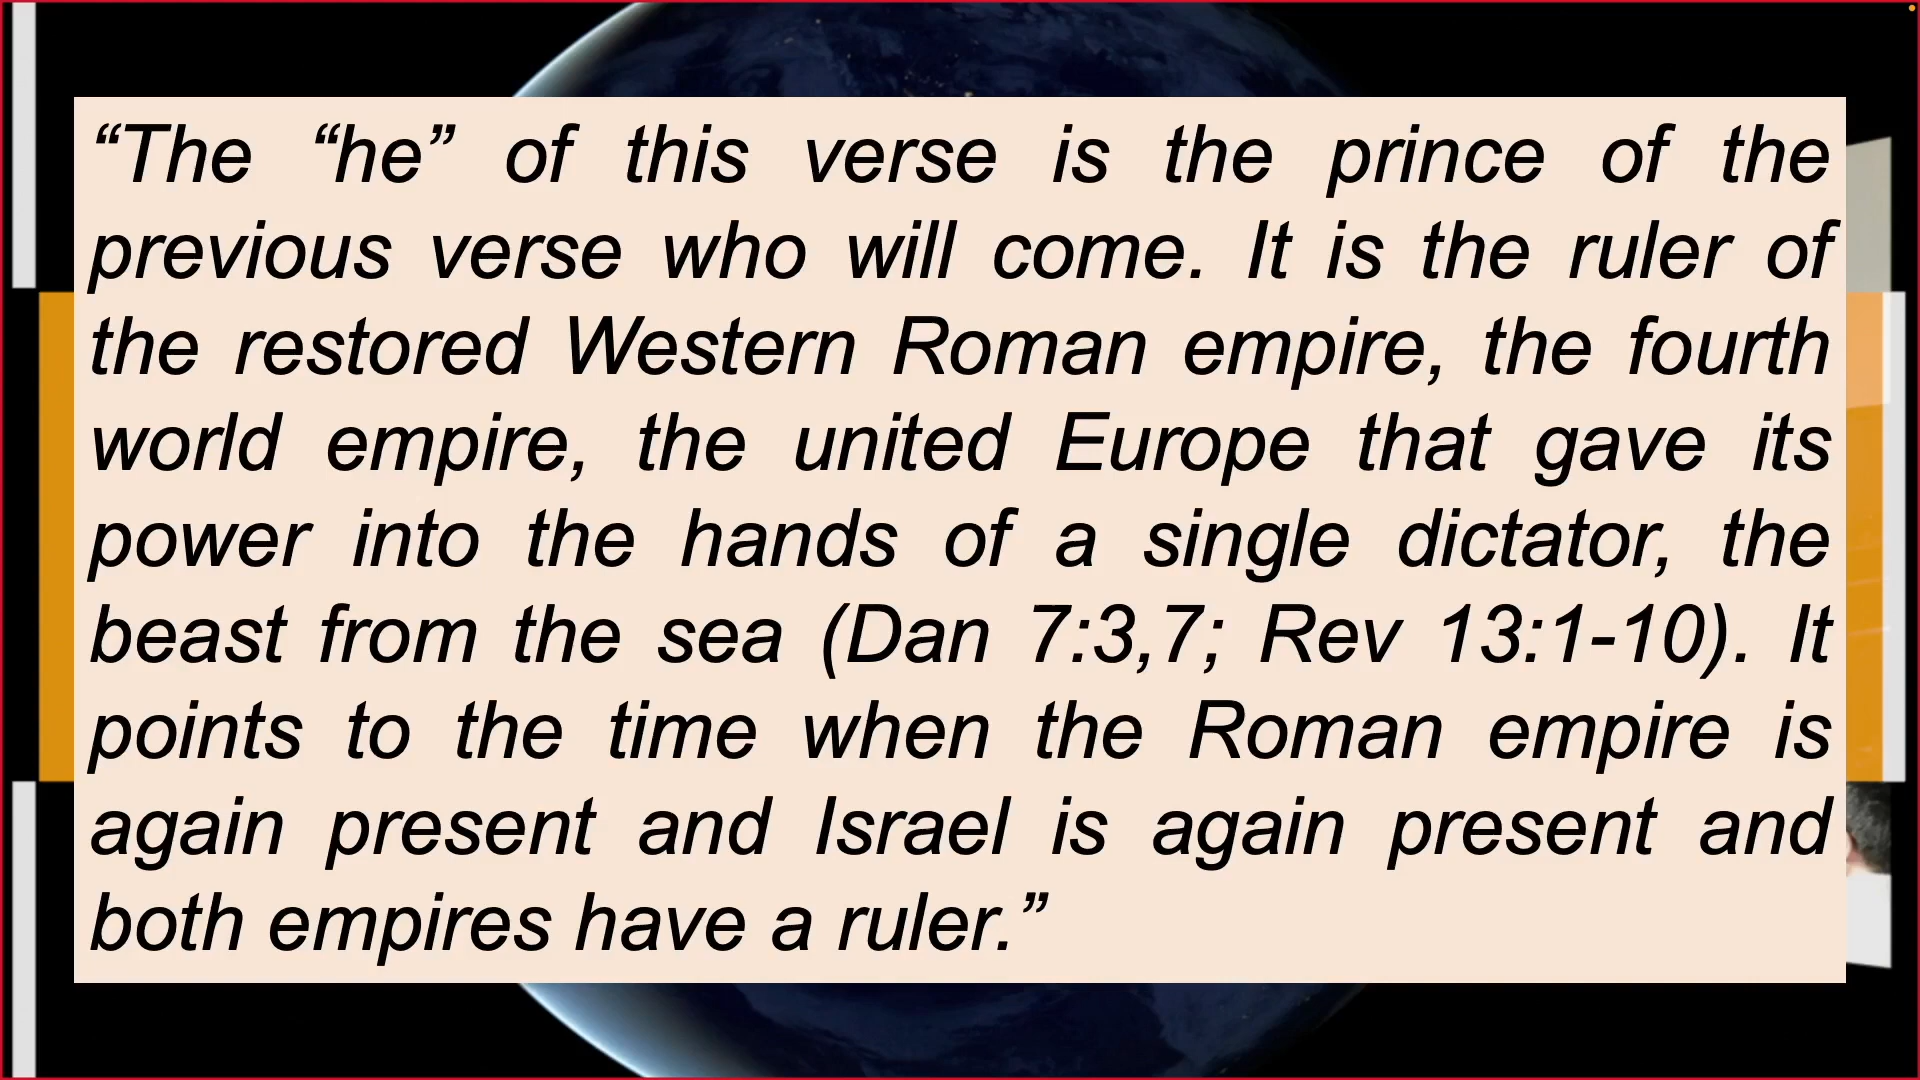 “The “he” of this verse is the prince of the
previous verse who will come. It is the ruler of
the restored Western Roman empire, the fourth
world empire, the united Europe that gave its
power into the hands of a single dictator, the
beast from the sea (Dan 7:3,7; Rev 13:1-10). It
points to the time when the Roman empire is
again present and Israel is again present and
both empires have a ruler.”